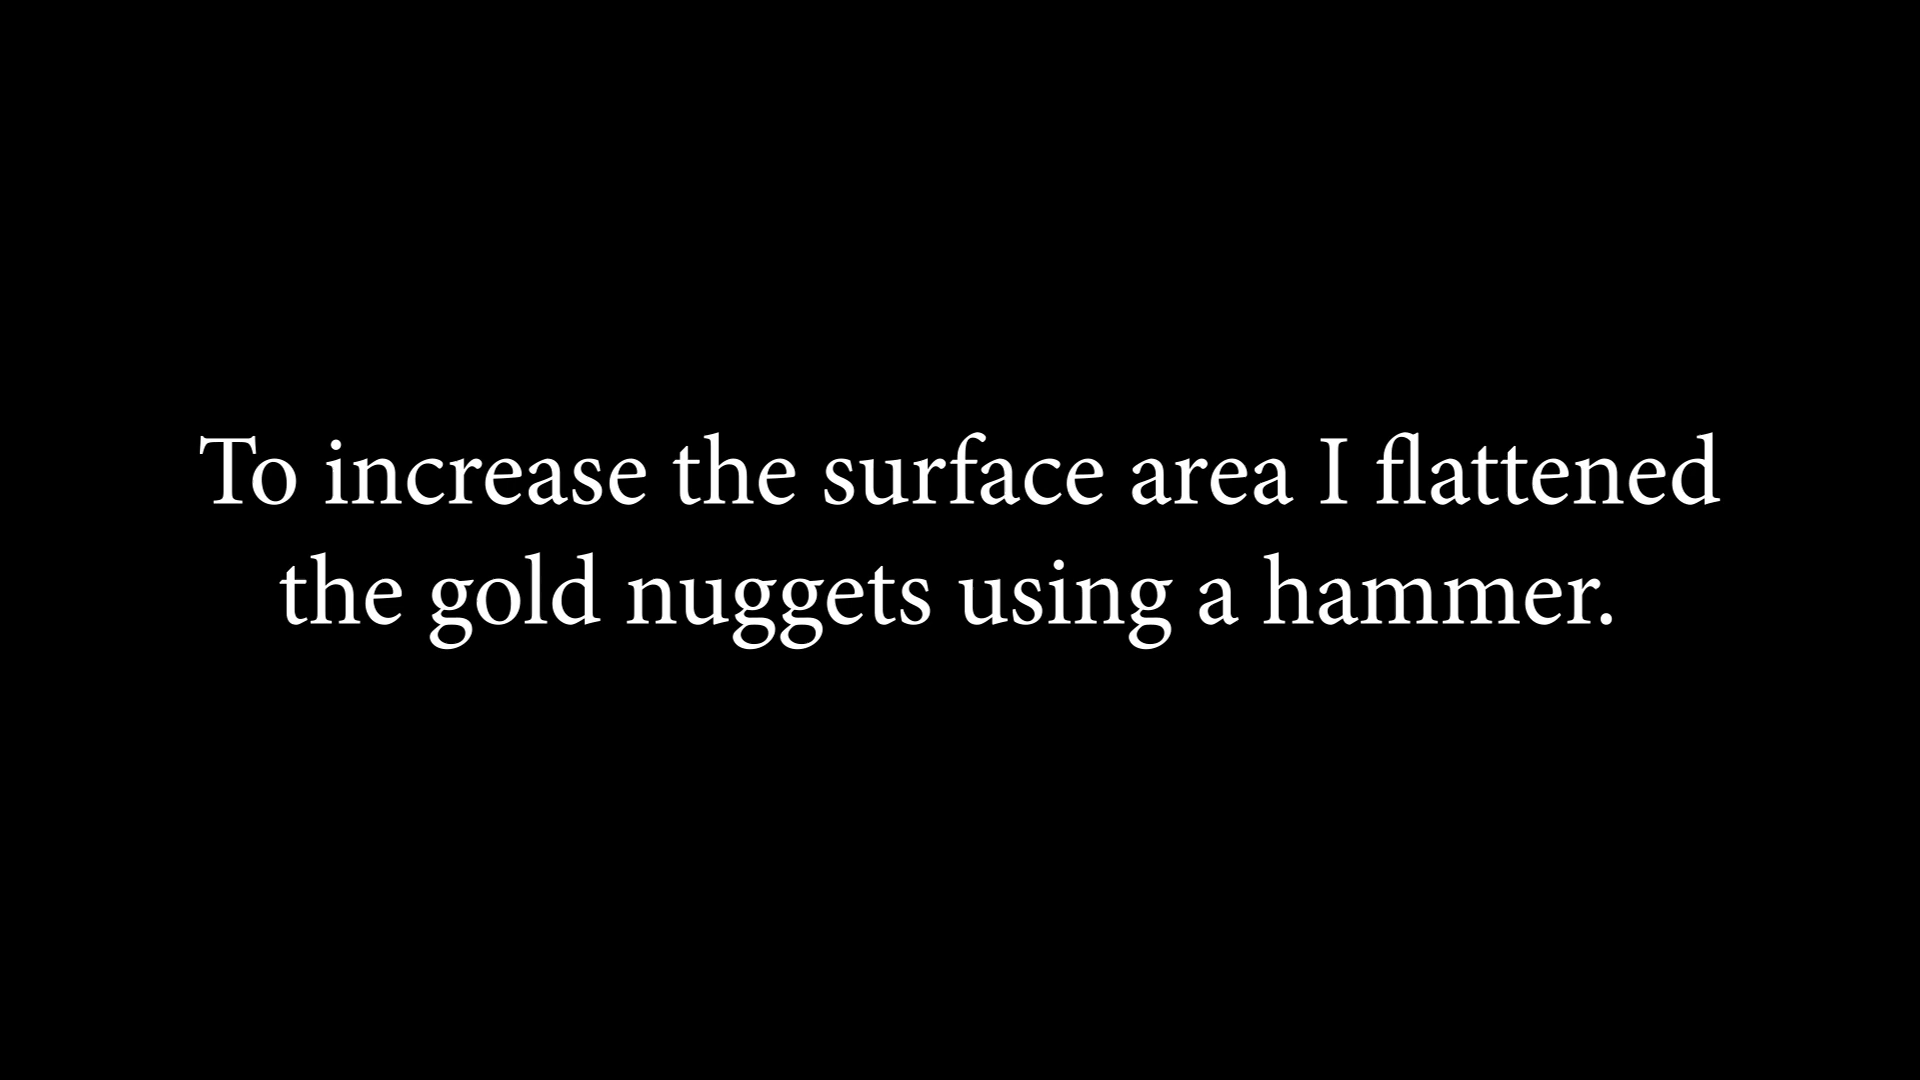 To increase the surface area I flattened
the gold nuggets using a hammer.